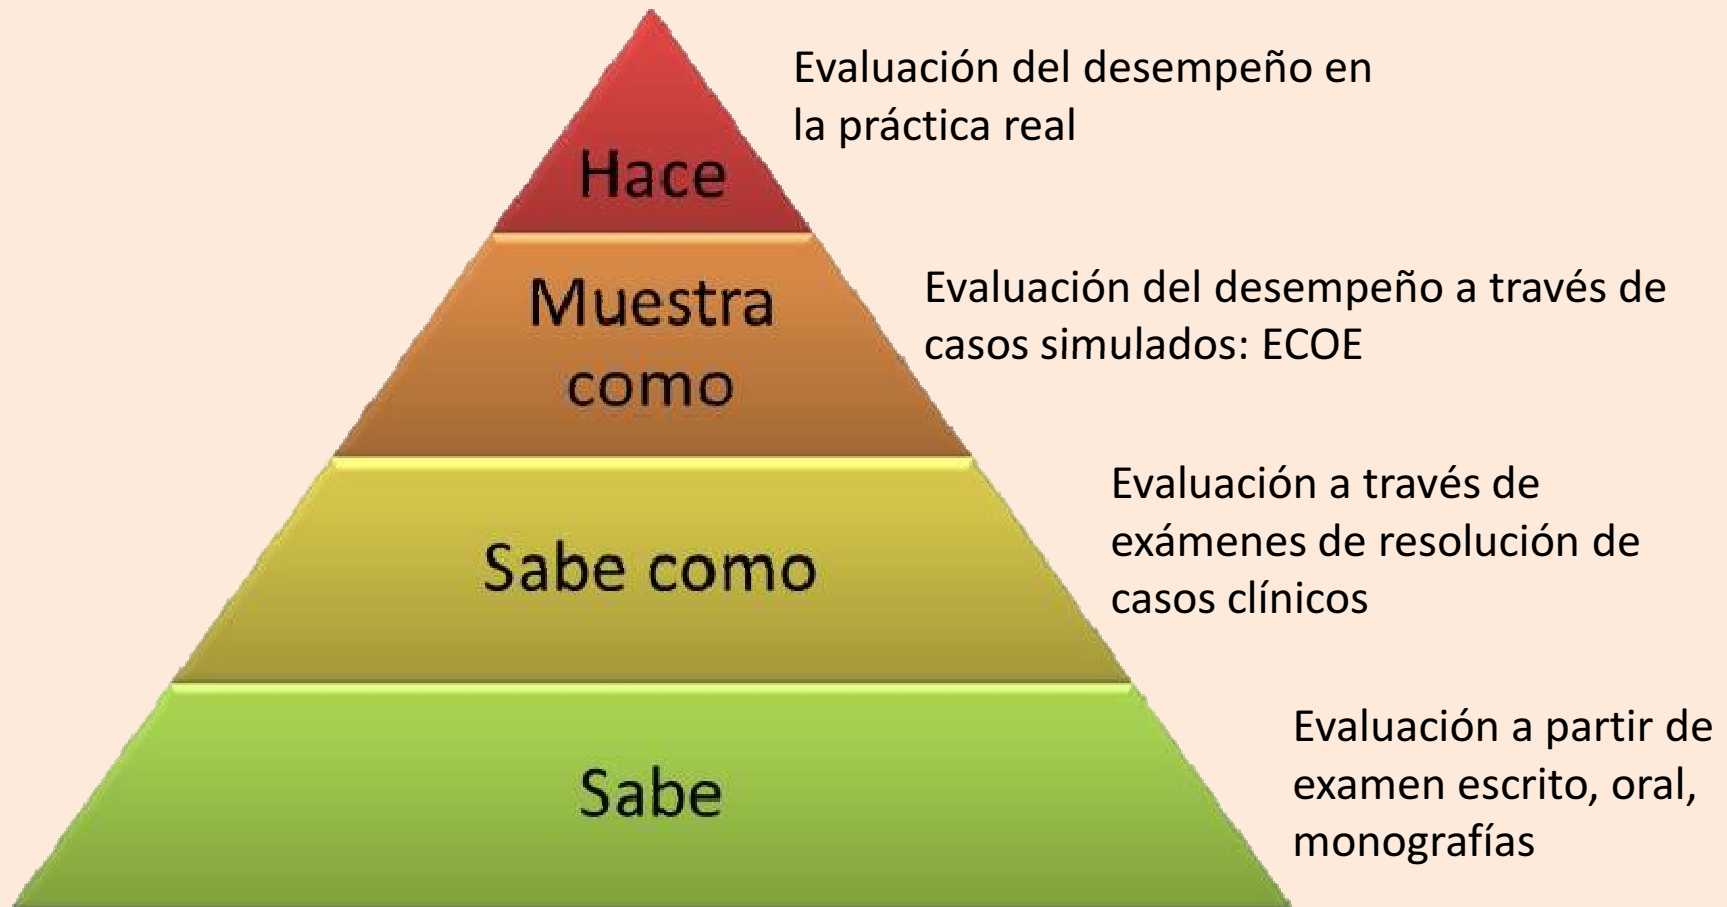 Evaluación del desempeño en
la práctica real
Hace
Evaluación del desempeño a través de
casos simulados: ECOE
Muestra
como
Evaluación a través de
exámenes de resolución de
casos clínicos
Sabe como
Evaluación a partir de
examen escrito, oral,
monografías
Sabe